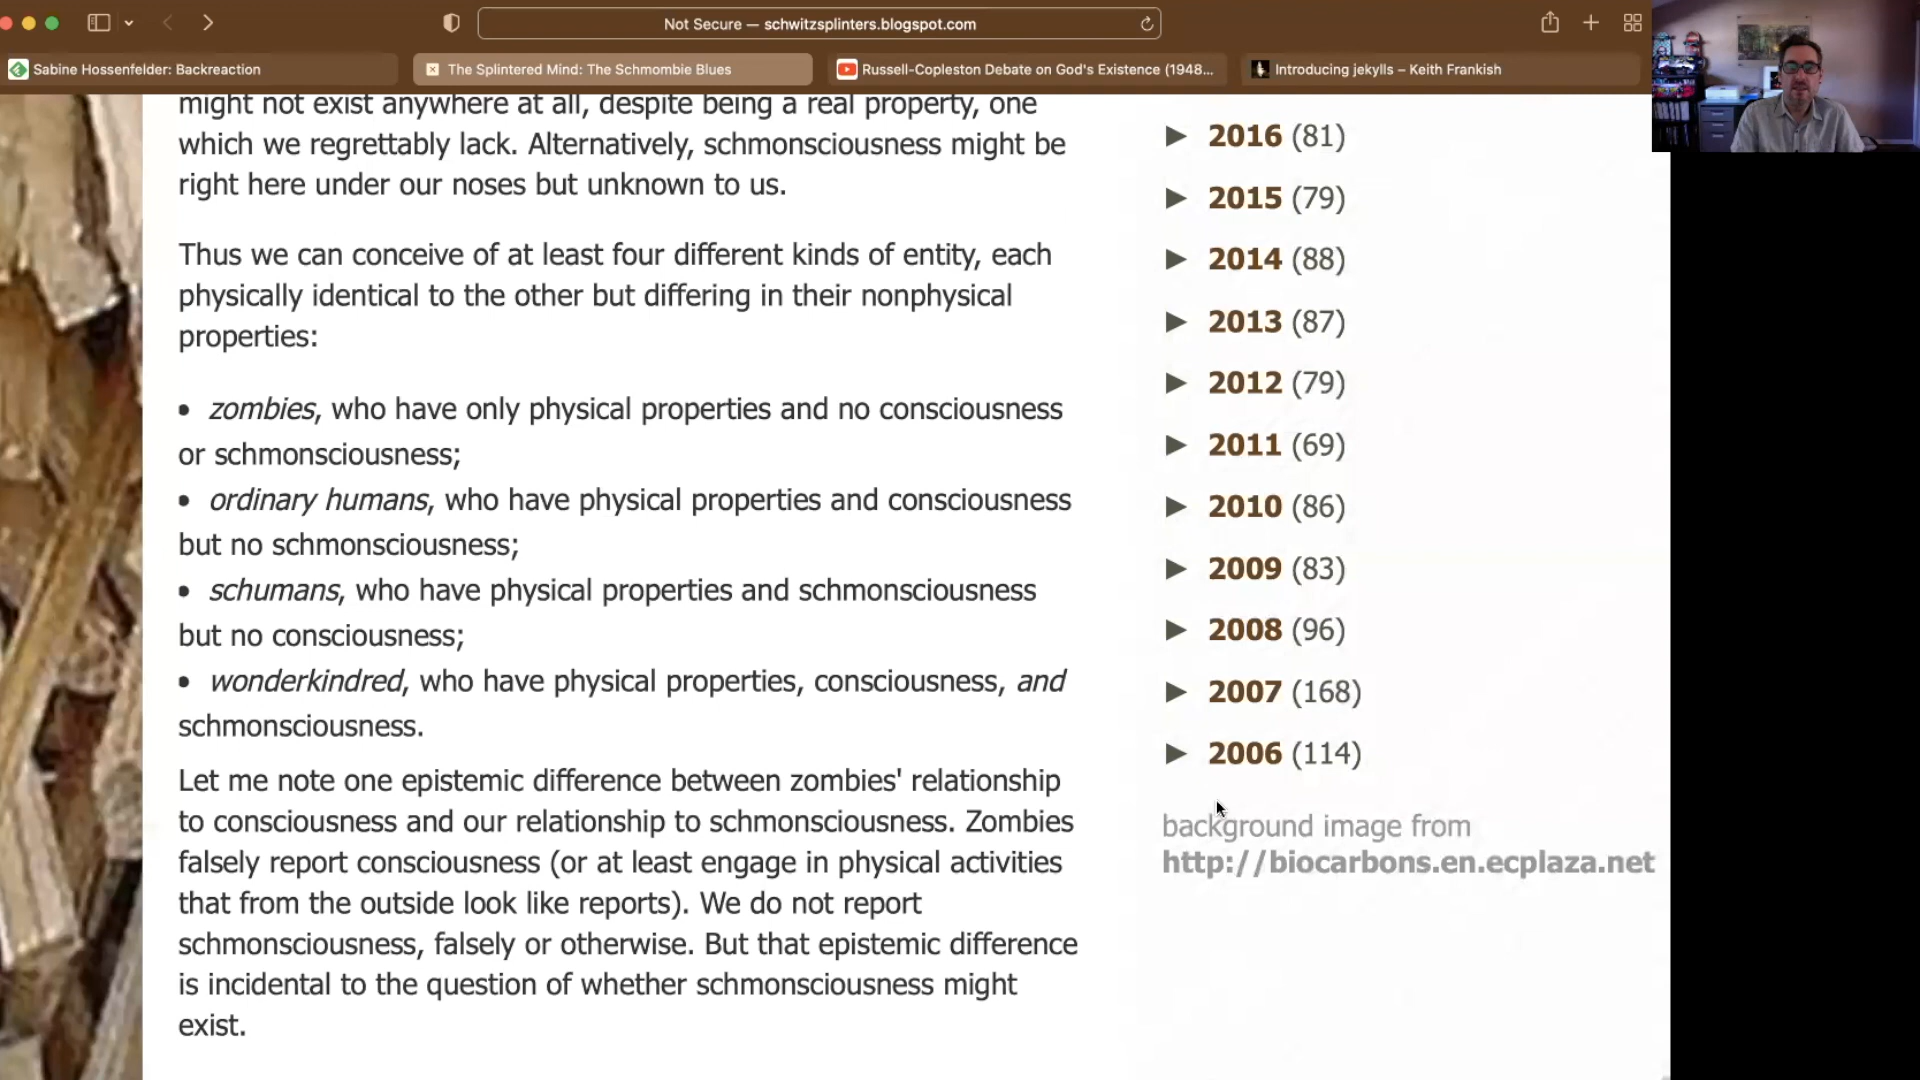 Not Secure — schwitzsplinters.blogspot.com
Sabine Hossenfelder: Backreaction
The Splintered Mind: The Schmombie Blues
Russell-Copleston Debate on God's Existence (1948...
Introducing jekylls – Keith Frankish
might not exist anywhere at all, despite being a real property, one
which we regrettably lack. Alternatively, schmonsciousness might be
right here under our noses but unknown to us.
Thus we can conceive of at least four different kinds of entity, each
physically identical to the other but differing in their nonphysical
properties:
• zombies, who have only physical properties and no consciousness
or schmonsciousness;
• ordinary humans, who have physical properties and consciousness
but no schmonsciousness;
• schumans, who have physical properties and schmonsciousness
but no consciousness;
• wonderkindred, who have physical properties, consciousness, and
schmonsciousness.
Let me note one epistemic difference between zombies' relationship
to consciousness and our relationship to schmonsciousness. Zombies
falsely report consciousness (or at least engage in physical activities
that from the outside look like reports). We do not report
schmonsciousness, falsely or otherwise. But that epistemic difference
is incidental to the question of whether schmonsciousness might
exist.
► 2016 (81)
► 2015 (79)
► 2014 (88)
► 2013 (87)
► 2012 (79)
► 2011 (69)
► 2010 (86)
► 2009 (83)
► 2008 (96)
► 2007 (168)
► 2006 (114)
background image from
http://biocarbons.en.ecplaza.net